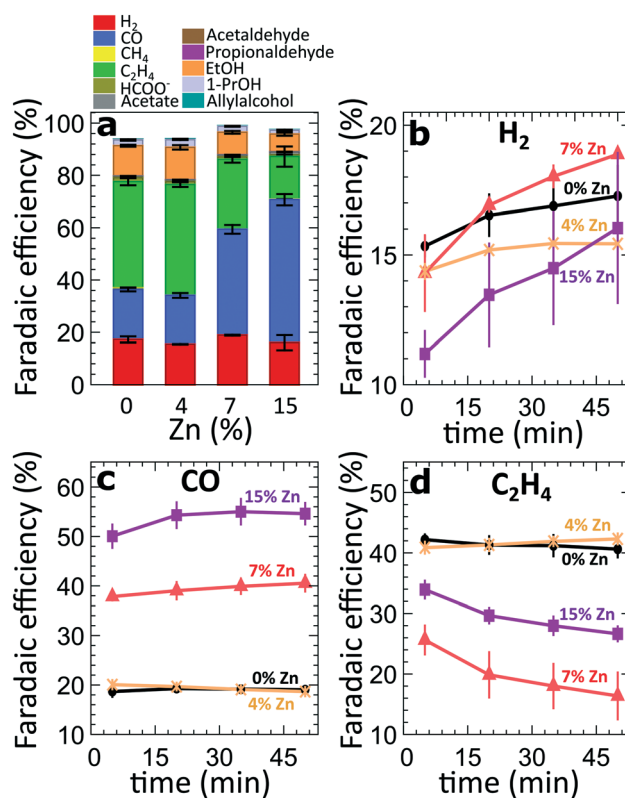 H₂
CO
CH₄
C₂H₄
HCOO⁻
Acetate
Acetaldehyde
Propionaldehyde
EtOH
1-PrOH
Allylalcohol
a
Faradaic efficiency (%)
100
80
60
40
20
0
0 4 7 15
Zn (%)
b
H₂
Faradaic efficiency (%)
20
15
10
7% Zn
0% Zn
4% Zn
15% Zn
0 15 30 45
time (min)
c
CO
Faradaic efficiency (%)
60
50
40
30
20
10
15% Zn
7% Zn
0% Zn
4% Zn
0 15 30 45
time (min)
d
C₂H₄
Faradaic efficiency (%)
50
40
30
20
10
4% Zn
0% Zn
15% Zn
7% Zn
0 15 30 45
time (min)